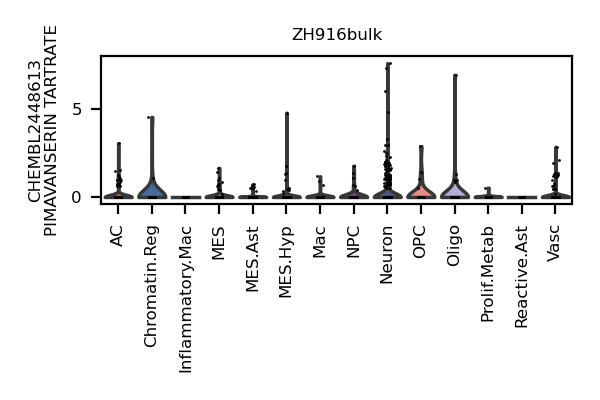 ZH916bulk
CHEMBL2448613
PIMAVANSERIN TARTRATE
5
0
AC
Chromatin.Reg
Inflammatory.Mac
MES
MES.Ast
MES.Hyp
Mac
NPC
Neuron
OPC
Oligo
Prolif.Metab
Reactive.Ast
Vasc